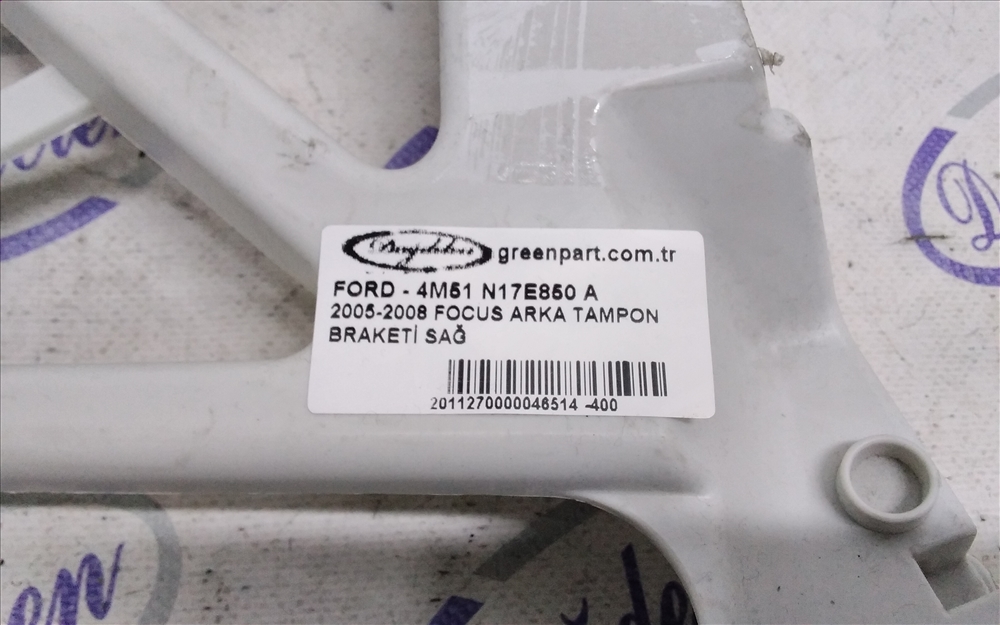 greenpart.com.tr
FORD - 4M51 N17E850 A
2005-2008 FOCUS ARKA TAMPON
BRAKETİ SAĞ
2011270000046514 -400